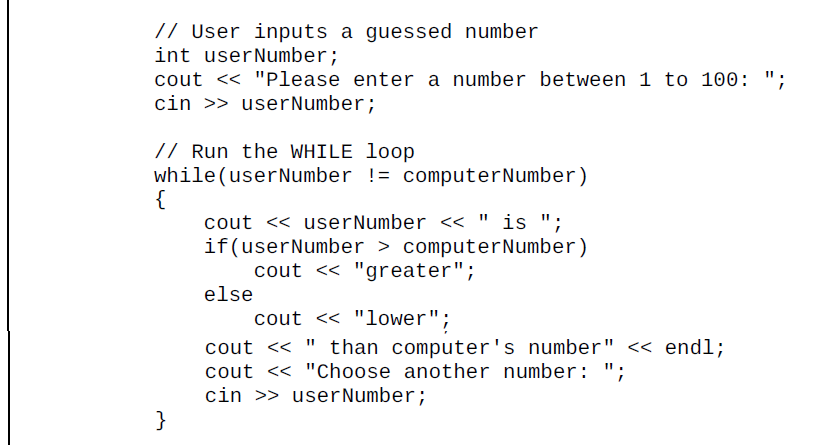 // User inputs a guessed number
int userNumber;
cout << "Please enter a number between 1 to 100: ";
cin >> userNumber;

// Run the WHILE loop
while(userNumber != computerNumber)
{
    cout << userNumber << " is ";
    if(userNumber > computerNumber)
        cout << "greater";
    else
        cout << "lower";
    cout << " than computer's number" << endl;
    cout << "Choose another number: ";
    cin >> userNumber;
}